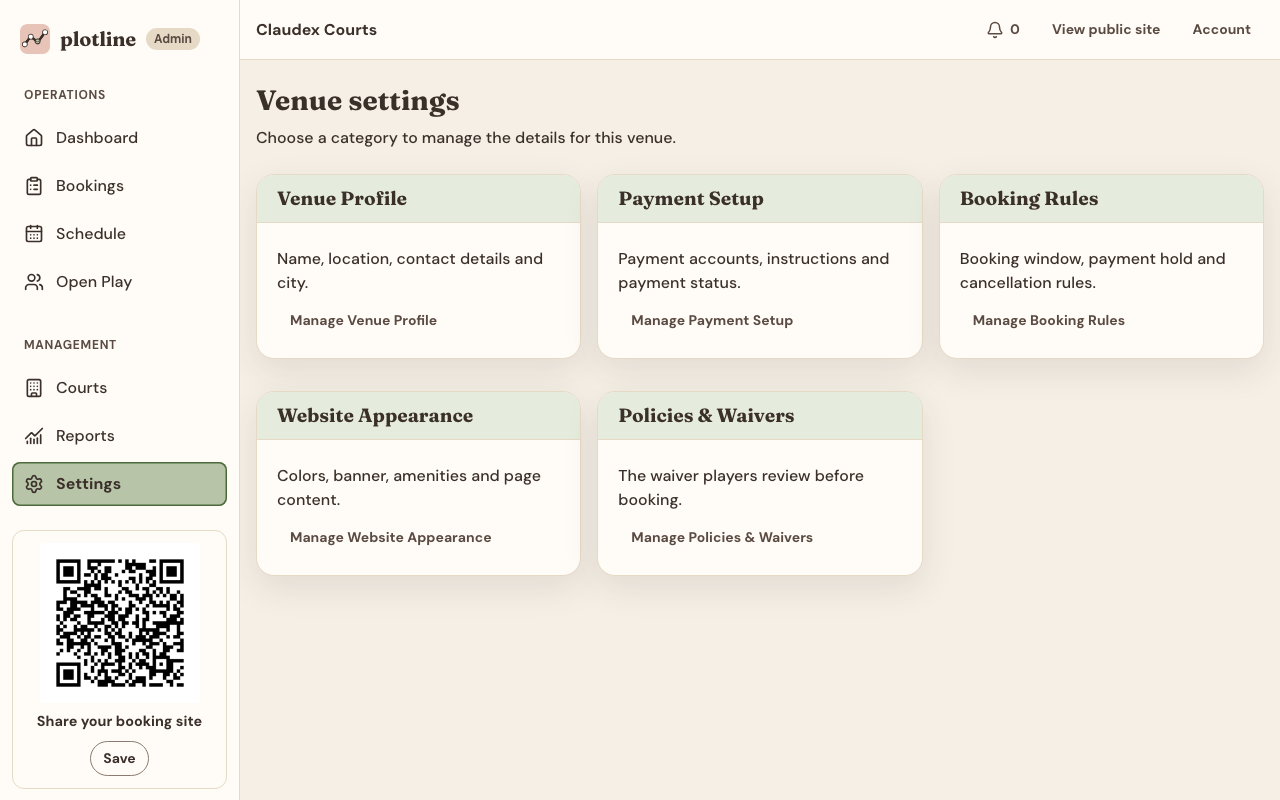 plotline
Admin
Claudex Courts
0
View public site
Account
OPERATIONS
Dashboard
Bookings
Schedule
Open Play
MANAGEMENT
Courts
Reports
Settings
Share your booking site
Save
Venue settings
Choose a category to manage the details for this venue.
Venue Profile
Name, location, contact details and
city.
Manage Venue Profile
Payment Setup
Payment accounts, instructions and
payment status.
Manage Payment Setup
Booking Rules
Booking window, payment hold and
cancellation rules.
Manage Booking Rules
Website Appearance
Colors, banner, amenities and page
content.
Manage Website Appearance
Policies & Waivers
The waiver players review before
booking.
Manage Policies & Waivers